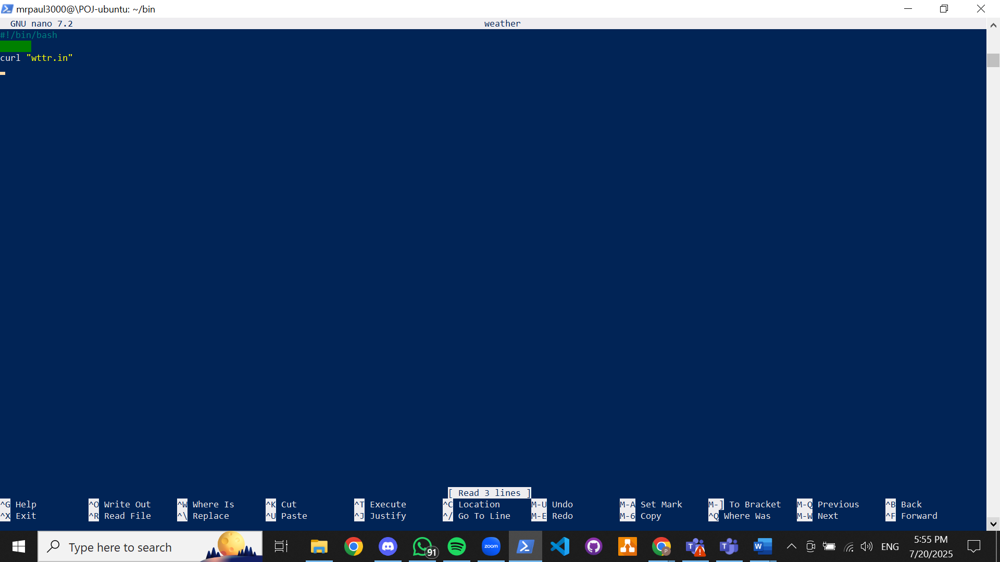 mrpaul3000@\POJ-ubuntu: ~/bin
GNU nano 7.2 weather
#!/bin/bash
curl "wttr.in"
[ Read 3 lines ]
^G Help ^O Write Out ^W Where Is ^K Cut ^T Execute ^C Location M-U Undo M-A Set Mark M-] To Bracket M-Q Previous ^B Back
^X Exit ^R Read File ^\ Replace ^U Paste ^J Justify ^/ Go To Line M-E Redo M-6 Copy ^Q Where Was M-W Next ^F Forward
Type here to search
91
zoom
P
T
T
W
ENG
5:55 PM
7/20/2025